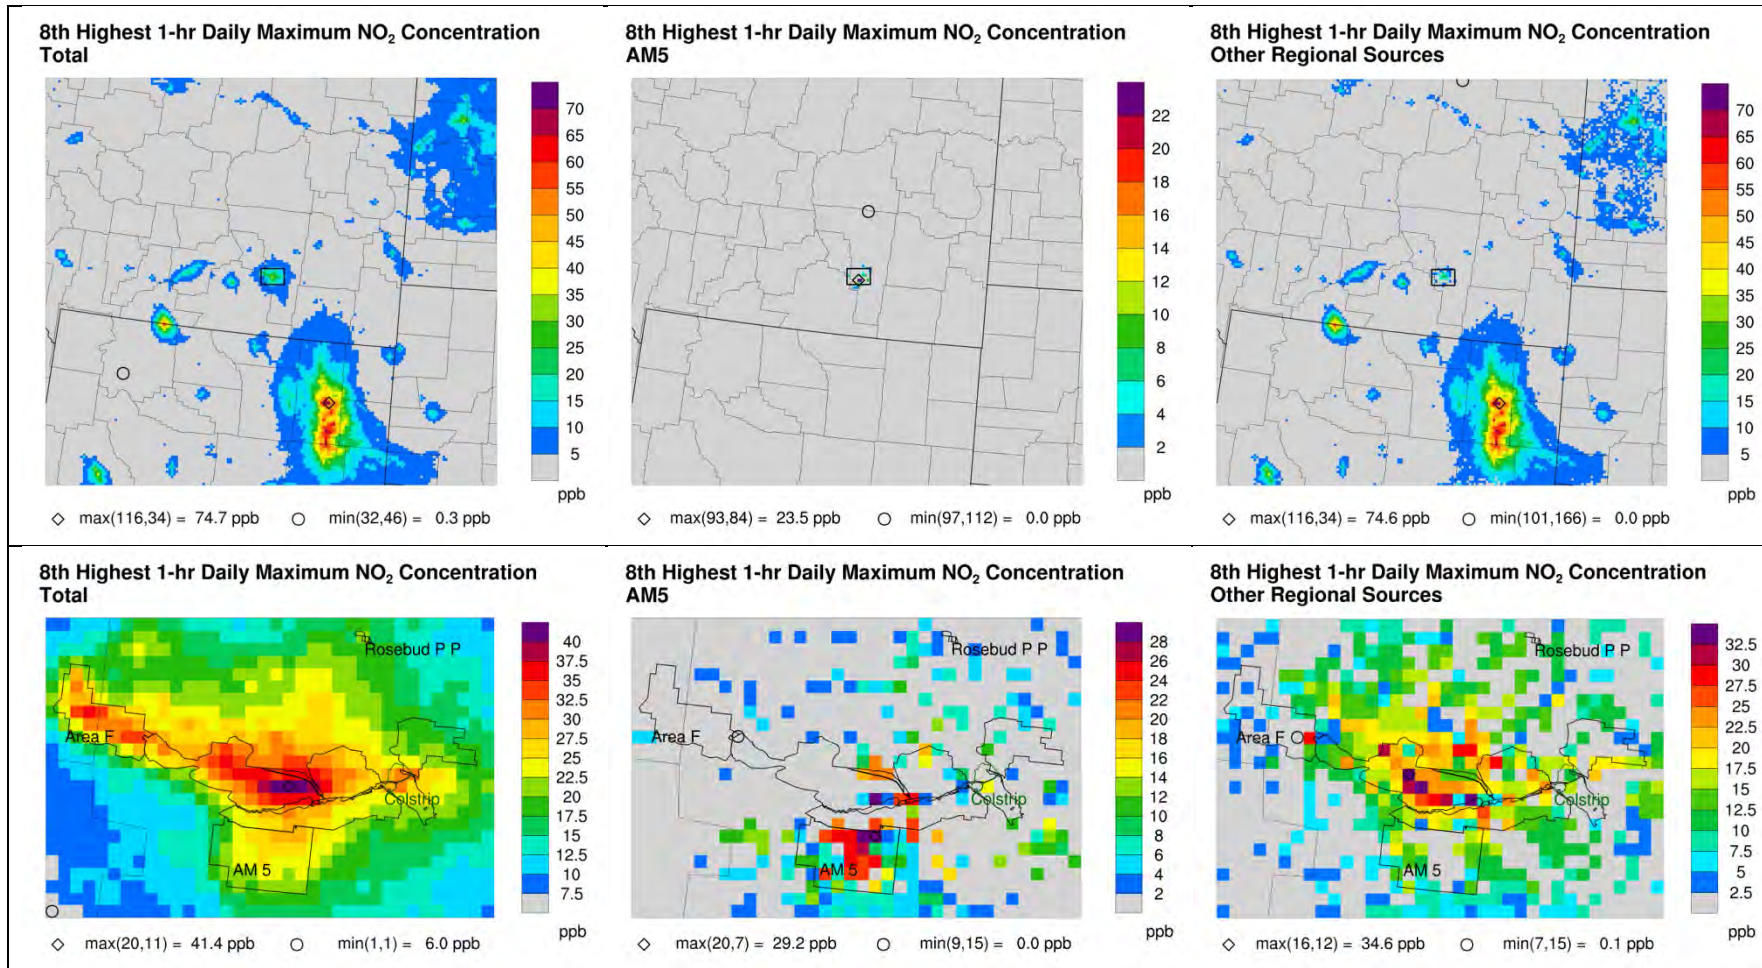 8th Highest 1-hr Daily Maximum NO₂ Concentration
Total
70
65
60
55
50
45
40
35
30
25
20
15
10
5
ppb
max(116,34) = 74.7 ppb min(32,46) = 0.3 ppb
8th Highest 1-hr Daily Maximum NO₂ Concentration
AM5
22
20
18
16
14
12
10
8
6
4
2
ppb
max(93,84) = 23.5 ppb min(97,112) = 0.0 ppb
8th Highest 1-hr Daily Maximum NO₂ Concentration
Other Regional Sources
70
65
60
55
50
45
40
35
30
25
20
15
10
5
ppb
max(116,34) = 74.6 ppb min(101,166) = 0.0 ppb
8th Highest 1-hr Daily Maximum NO₂ Concentration
Total
Rosebud P P
Area F
Colstrip
AM 5
40
37.5
35
32.5
30
27.5
25
22.5
20
17.5
15
12.5
10
7.5
ppb
max(20,11) = 41.4 ppb min(1,1) = 6.0 ppb
8th Highest 1-hr Daily Maximum NO₂ Concentration
AM5
Rosebud P P
Area F
Colstrip
AM 5
28
26
24
22
20
18
16
14
12
10
8
6
4
2
ppb
max(20,7) = 29.2 ppb min(9,15) = 0.0 ppb
8th Highest 1-hr Daily Maximum NO₂ Concentration
Other Regional Sources
Rosebud P P
Area F
Colstrip
AM 5
32.5
30
27.5
25
22.5
20
17.5
15
12.5
10
7.5
5
2.5
ppb
max(16,12) = 34.6 ppb min(7,15) = 0.1 ppb